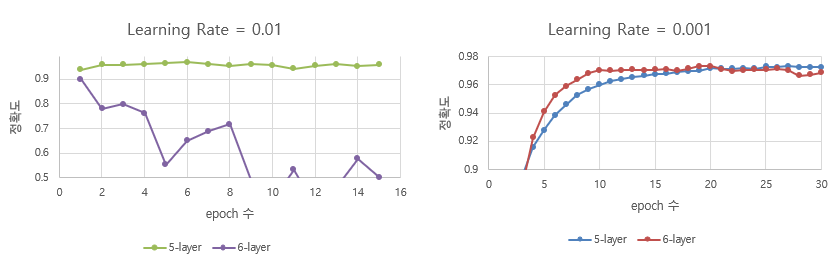 Learning Rate = 0.01
0.9
0.8
0.7
0.6
0.5
정확도
0 2 4 6 8 10 12 14 16
epoch 수
5-layer 6-layer
Learning Rate = 0.001
0.98
0.96
0.94
0.92
0.9
정확도
0 5 10 15 20 25 30
epoch 수
5-layer 6-layer